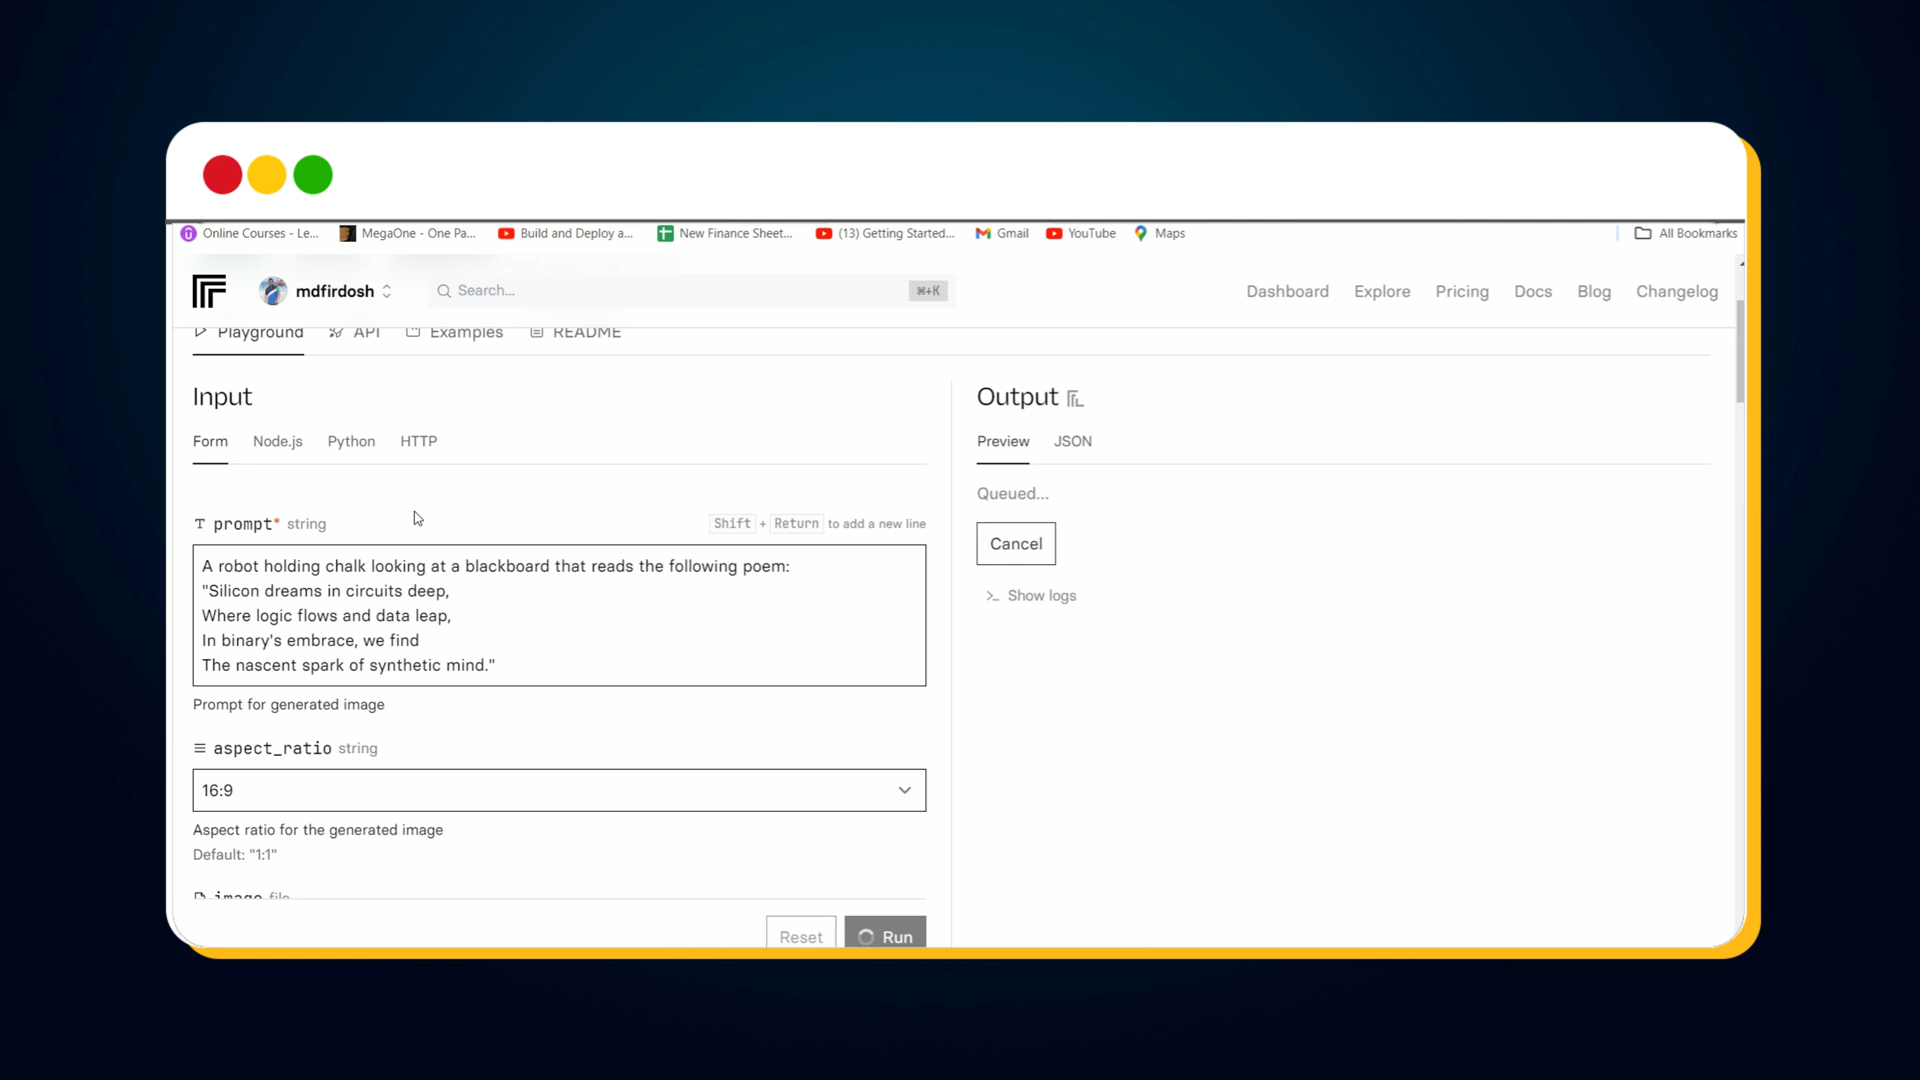 Online Courses - Le...
MegaOne - One Pa...
Build and Deploy a...
New Finance Sheet...
(13) Getting Started...
Gmail
YouTube
Maps
All Bookmarks
mdfirdosh
Search...
⌘+K
Dashboard
Explore
Pricing
Docs
Blog
Changelog
Playground
API
Examples
README
Input
Form
Node.js
Python
HTTP
prompt* string
Shift + Return to add a new line
A robot holding chalk looking at a blackboard that reads the following poem:
"Silicon dreams in circuits deep,
Where logic flows and data leap,
In binary's embrace, we find
The nascent spark of synthetic mind."
Prompt for generated image
aspect_ratio string
16:9
Aspect ratio for the generated image
Default: "1:1"
image file
Reset
Run
Output
Preview
JSON
Queued...
Cancel
Show logs